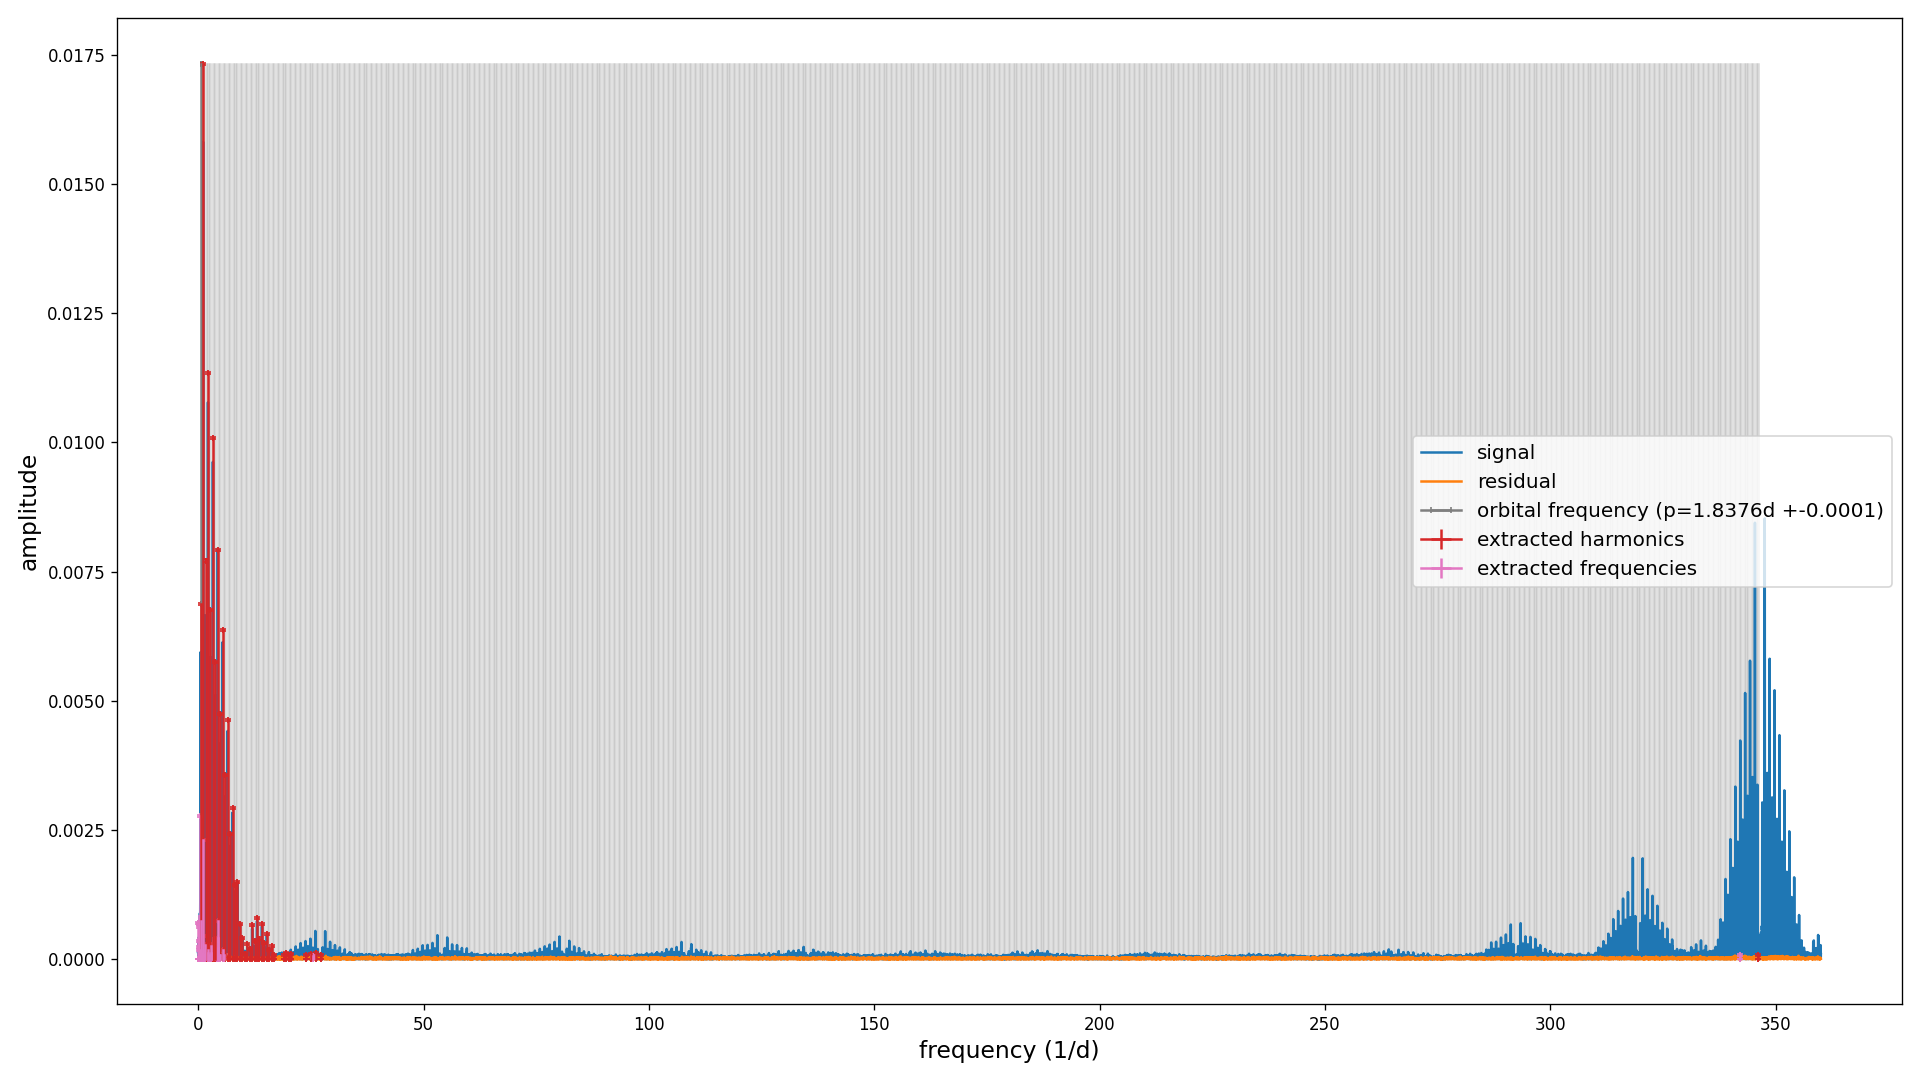 0.0175
0.0150
0.0125
0.0100
0.0075
0.0050
0.0025
0.0000
amplitude
signal
residual
orbital frequency (p=1.8376d +-0.0001)
extracted harmonics
extracted frequencies
0 50 100 150 200 250 300 350
frequency (1/d)